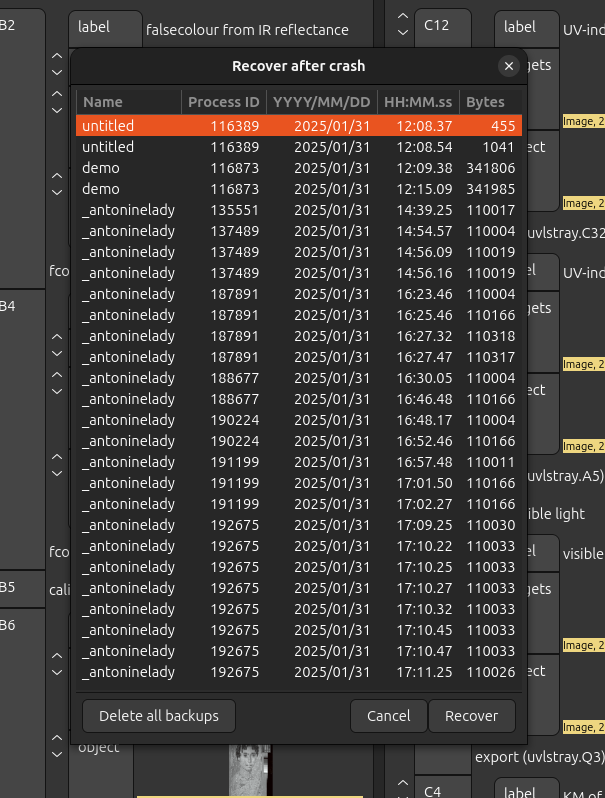 B2
label
falsecolour from IR reflectance
C12
label
UV-ind
Recover after crash
gets
Name Process ID YYYY/MM/DD HH:MM.ss Bytes
untitled 116389 2025/01/31 12:08.37 455
Image, 2
untitled 116389 2025/01/31 12:08.54 1041
ect
demo 116873 2025/01/31 12:09.38 341806
demo 116873 2025/01/31 12:15.09 341985
Image, 2
_antoninelady 135551 2025/01/31 14:39.25 110017
_antoninelady 137489 2025/01/31 14:54.57 110004
(uvlstray.C32
_antoninelady 137489 2025/01/31 14:56.09 110019
fco
_antoninelady 137489 2025/01/31 14:56.16 110019
el
UV-ind
_antoninelady 187891 2025/01/31 16:23.46 110004
B4
gets
_antoninelady 187891 2025/01/31 16:25.46 110166
_antoninelady 187891 2025/01/31 16:27.32 110318
_antoninelady 187891 2025/01/31 16:27.47 110317
Image, 2
_antoninelady 188677 2025/01/31 16:30.05 110004
ect
_antoninelady 188677 2025/01/31 16:46.48 110166
_antoninelady 190224 2025/01/31 16:48.17 110004
_antoninelady 190224 2025/01/31 16:52.46 110166
Image, 2
_antoninelady 191199 2025/01/31 16:57.48 110011
uvlstray.A5)
_antoninelady 191199 2025/01/31 17:01.50 110166
_antoninelady 191199 2025/01/31 17:02.27 110166
ible light
_antoninelady 192675 2025/01/31 17:09.25 110030
fco
_antoninelady 192675 2025/01/31 17:10.22 110033
el
visible
_antoninelady 192675 2025/01/31 17:10.25 110033
B5
cali
_antoninelady 192675 2025/01/31 17:10.27 110033
gets
_antoninelady 192675 2025/01/31 17:10.32 110033
B6
_antoninelady 192675 2025/01/31 17:10.45 110033
_antoninelady 192675 2025/01/31 17:10.47 110033
Image, 2
_antoninelady 192675 2025/01/31 17:11.25 110026
ect
Delete all backups
Cancel
Recover
Image, 2
object
export (uvlstray.Q3)
C4
label
KM of